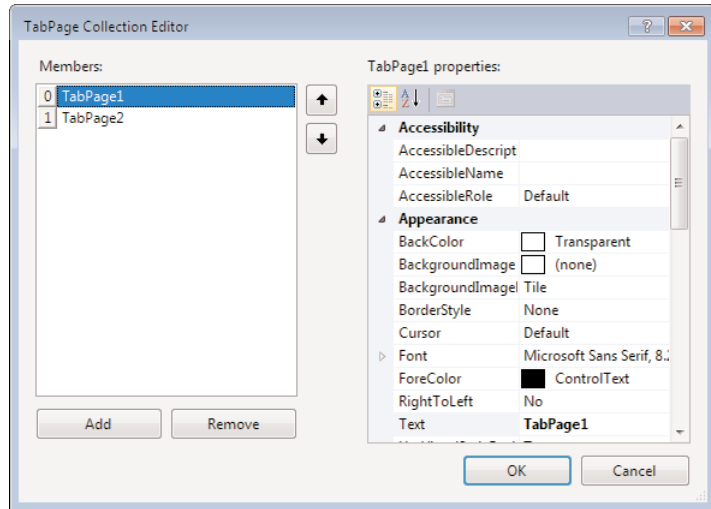 TabPage Collection Editor
Members:
0 TabPage1
1 TabPage2
Add Remove
TabPage1 properties:
Accessibility
AccessibleDescript
AccessibleName
AccessibleRole Default
Appearance
BackColor Transparent
BackgroundImage (none)
BackgroundImagel Tile
BorderStyle None
Cursor Default
Font Microsoft Sans Serif, 8.2
ForeColor ControlText
RightToLeft No
Text TabPage1
OK Cancel